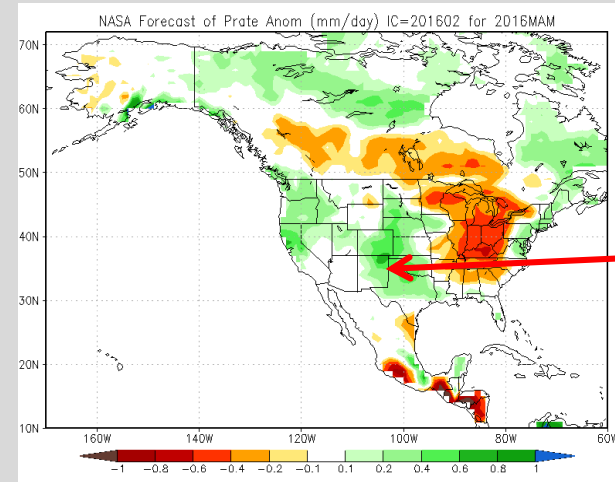 NASA Forecast of Prate Anom (mm/day) IC=201602 for 2016MAM
70N
60N
50N
40N
30N
20N
10N
160W 140W 120W 100W 80W 60W
-1 -0.8 -0.6 -0.4 -0.2 -0.1 0.1 0.2 0.4 0.6 0.8 1